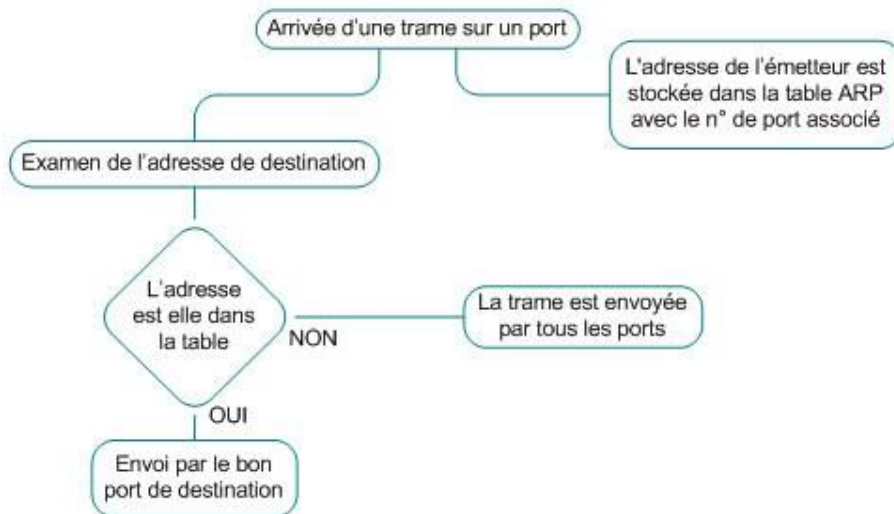 Arrivée d'une trame sur un port
L'adresse de l'émetteur est
stockée dans la table ARP
avec le n° de port associé
Examen de l'adresse de destination
L'adresse
est elle dans
la table
NON
La trame est envoyée
par tous les ports
OUI
Envoi par le bon
port de destination